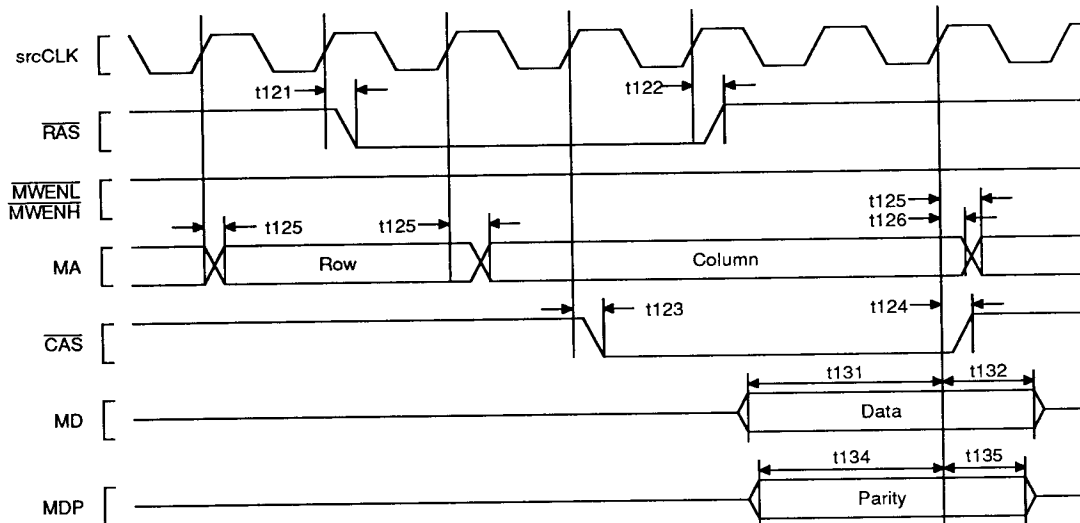 srcCLK
t121
t122
RAS
MWENL
MWENH
t125
t126
t125
t125
MA
Row
Column
t123
t124
CAS
t131
t132
MD
Data
t134
t135
MDP
Parity